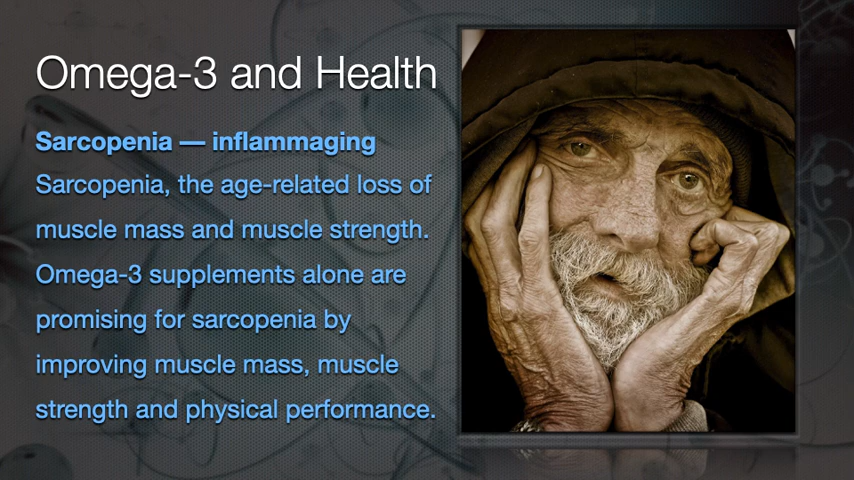 Omega-3 and Health
Sarcopenia — inflammaging
Sarcopenia, the age-related loss of
muscle mass and muscle strength.
Omega-3 supplements alone are
promising for sarcopenia by
improving muscle mass, muscle
strength and physical performance.